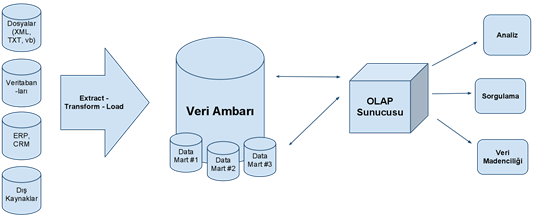 Dosyalar
(XML,
TXT, vb)
Veritaban
-ları
ERP,
CRM
Dış
Kaynaklar
Extract -
Transform - Load
Veri Ambarı
Data
Mart #1
Data
Mart #2
Data
Mart #3
OLAP
Sunucusu
Analiz
Sorgulama
Veri
Madenciliği